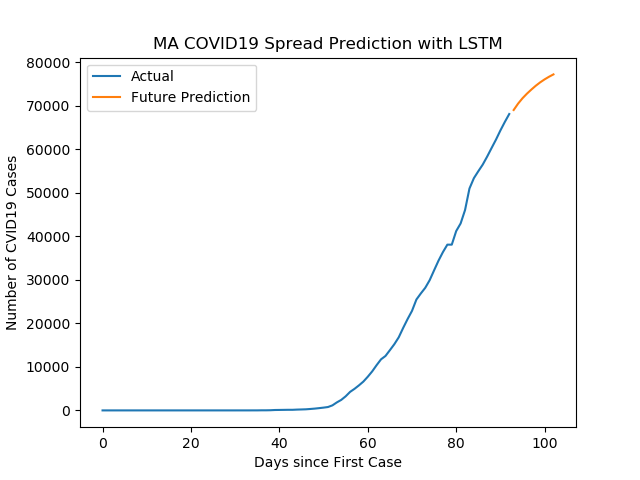 MA COVID19 Spread Prediction with LSTM
Actual
Future Prediction
Number of CVID19 Cases
80000
70000
60000
50000
40000
30000
20000
10000
0
0 20 40 60 80 100
Days since First Case